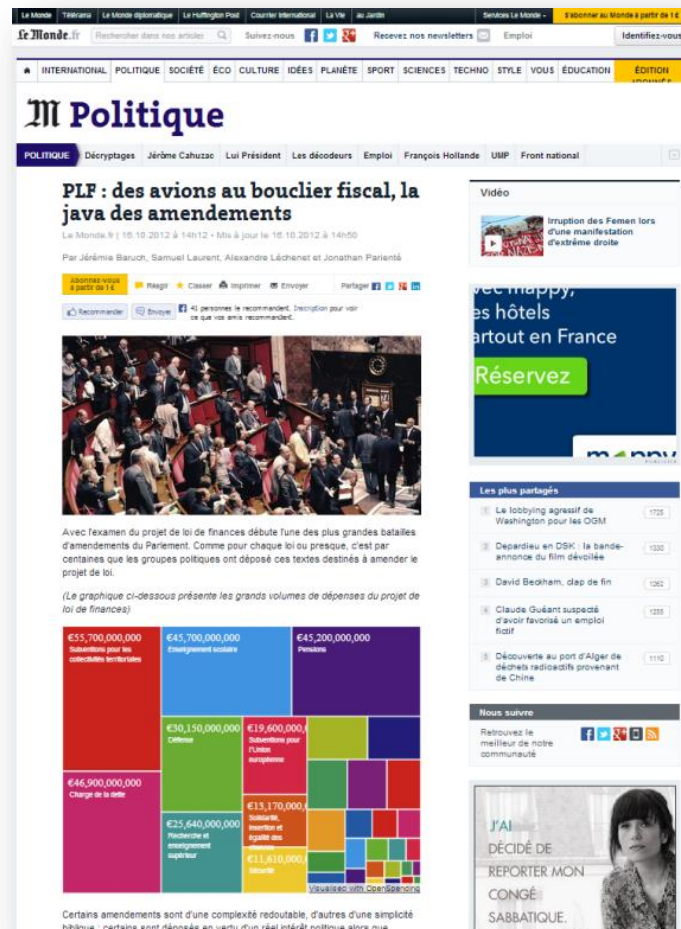 Le Monde Télérama Le Monde diplomatique Le Huffington Post Courrier International La Vie au Jardin Services Le Monde S'abonner au Monde à partir de 1 €
Le Monde.fr Rechercher dans nos articles Suivez-nous Recevez nos newsletters Emploi Identifiez-vous
INTERNATIONAL POLITIQUE SOCIÉTÉ ÉCO CULTURE IDÉES PLANÈTE SPORT SCIENCES TECHNO STYLE VOUS ÉDUCATION ÉDITION
M Politique
POLITIQUE Décryptages Jérôme Cahuzac Lui Président Les décodeurs Emploi François Hollande UMP Front national
PLF : des avions au bouclier fiscal, la
java des amendements
Le Monde.fr | 16.10.2012 à 14h12 • Mis à jour le 16.10.2012 à 14h50
Par Jérémie Baruch, Samuel Laurent, Alexandre Léchenet et Jonathan Parienté
Abonnez-vous
à partir de 1 € Réagir Classer Imprimer Envoyer Partager
Recommander Envoyer 41 personnes le recommandent. Inscription pour voir
ce que vos amis recommandent.
Avec l'examen du projet de loi de finances débute l'une des plus grandes batailles
d'amendements du Parlement. Comme pour chaque loi ou presque, c'est par
centaines que les groupes politiques ont déposé ces textes destinés à amender le
projet de loi.
(Le graphique ci-dessous présente les grands volumes de dépenses du projet de
loi de finances)
€55,700,000,000
Subventions pour les
collectivités territoriales
€45,700,000,000
Enseignement scolaire
€45,200,000,000
Pensions
€30,150,000,000
Défense
€19,600,000,
Subventions pour
l'Union
européenne
€46,900,000,000
Charge de la dette
€25,640,000,000
Recherche et
enseignement
supérieur
€13,170,000,
Solidarité,
insertion et
égalité des
chances
€11,610,000,
Sécurité
Visualised with OpenSpending
Certains amendements sont d'une complexité redoutable, d'autres d'une simplicité
biblique ; certains sont déposés en vertu d'un réel intérêt politique alors que
Vidéo
Irruption des Femen lors
d'une manifestation
d'extrême droite
avec mappy,
es hôtels
artout en France
Réservez
mappy
PUBLICITÉ
Les plus partagés
1 Le lobbying agressif de
Washington pour les OGM 1725
2 Depardieu en DSK : la bande-
annonce du film dévoilée 1330
3 David Beckham, clap de fin 1262
4 Claude Guéant suspecté
d'avoir favorisé un emploi
fictif 1255
5 Découverte au port d'Alger de
déchets radioactifs provenant
de Chine 1110
Nous suivre
Retrouvez le
meilleur de notre
communauté
J'AI
DÉCIDÉ DE
REPORTER MON
CONGÉ
SABBATIQUE.